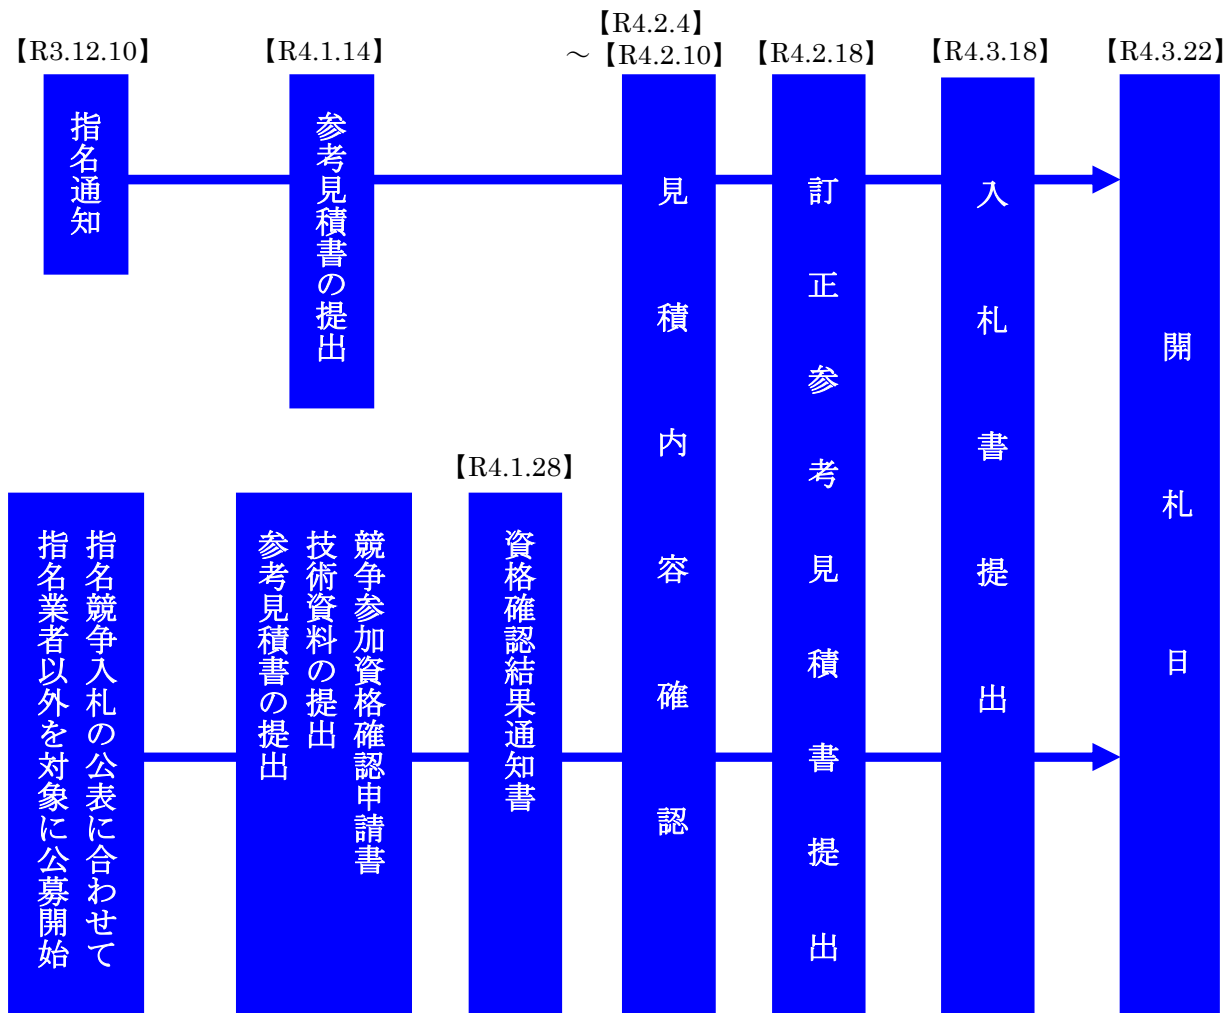 【R3.12.10】
【R4.1.14】
【R4.2.4】
～【R4.2.10】
【R4.2.18】
【R4.3.18】
【R4.3.22】
指名通知
参考見積書の提出
【R4.1.28】
指名競争入札の公表に合わせて
指名業者以外を対象に公募開始
競争参加資格確認申請書
技術資料の提出
参考見積書の提出
資格確認結果通知書
見積内容確認
訂正参考見積書提出
入札書提出
開札日